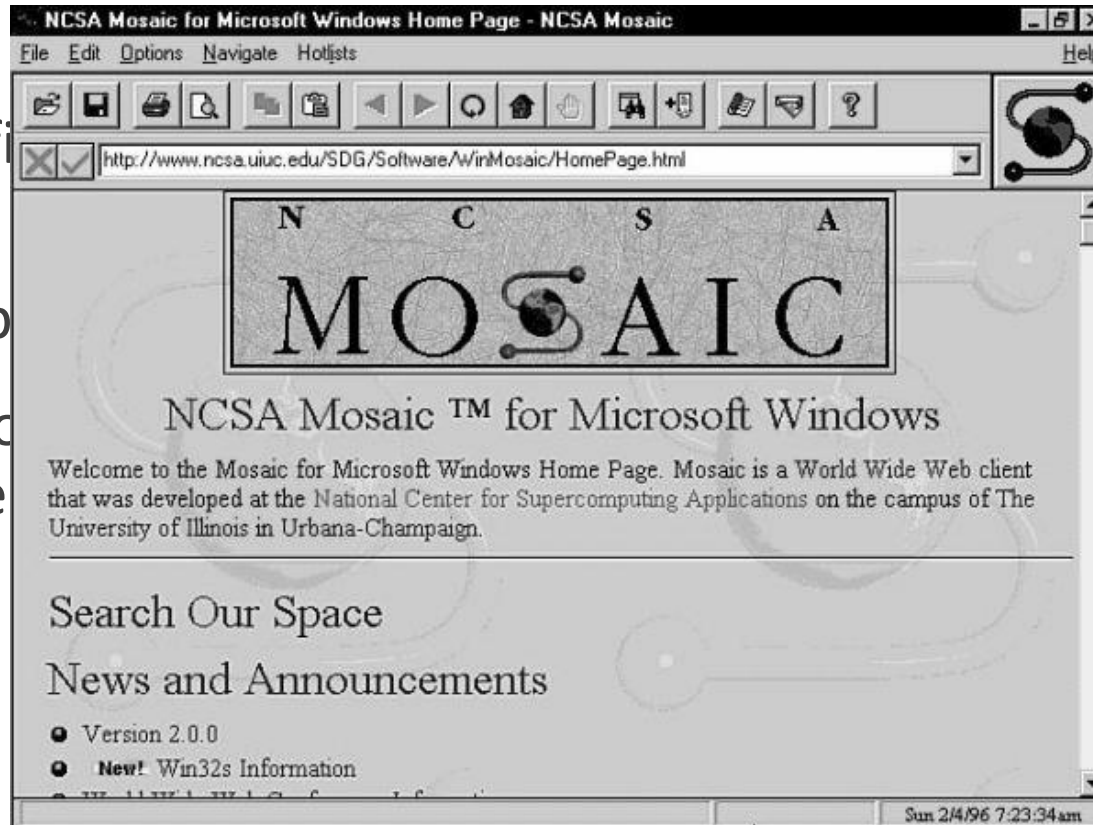 NCSA Mosaic for Microsoft Windows Home Page - NCSA Mosaic
File Edit Options Navigate Hotlists Help
http://www.ncsa.uiuc.edu/SDG/Software/WinMosaic/HomePage.html
N C S A
MOSAIC
NCSA Mosaic ™ for Microsoft Windows
Welcome to the Mosaic for Microsoft Windows Home Page. Mosaic is a World Wide Web client
that was developed at the National Center for Supercomputing Applications on the campus of The
University of Illinois in Urbana-Champaign.
Search Our Space
News and Announcements
Version 2.0.0
New! Win32s Information
Sun 2/4/96 7:23:34am